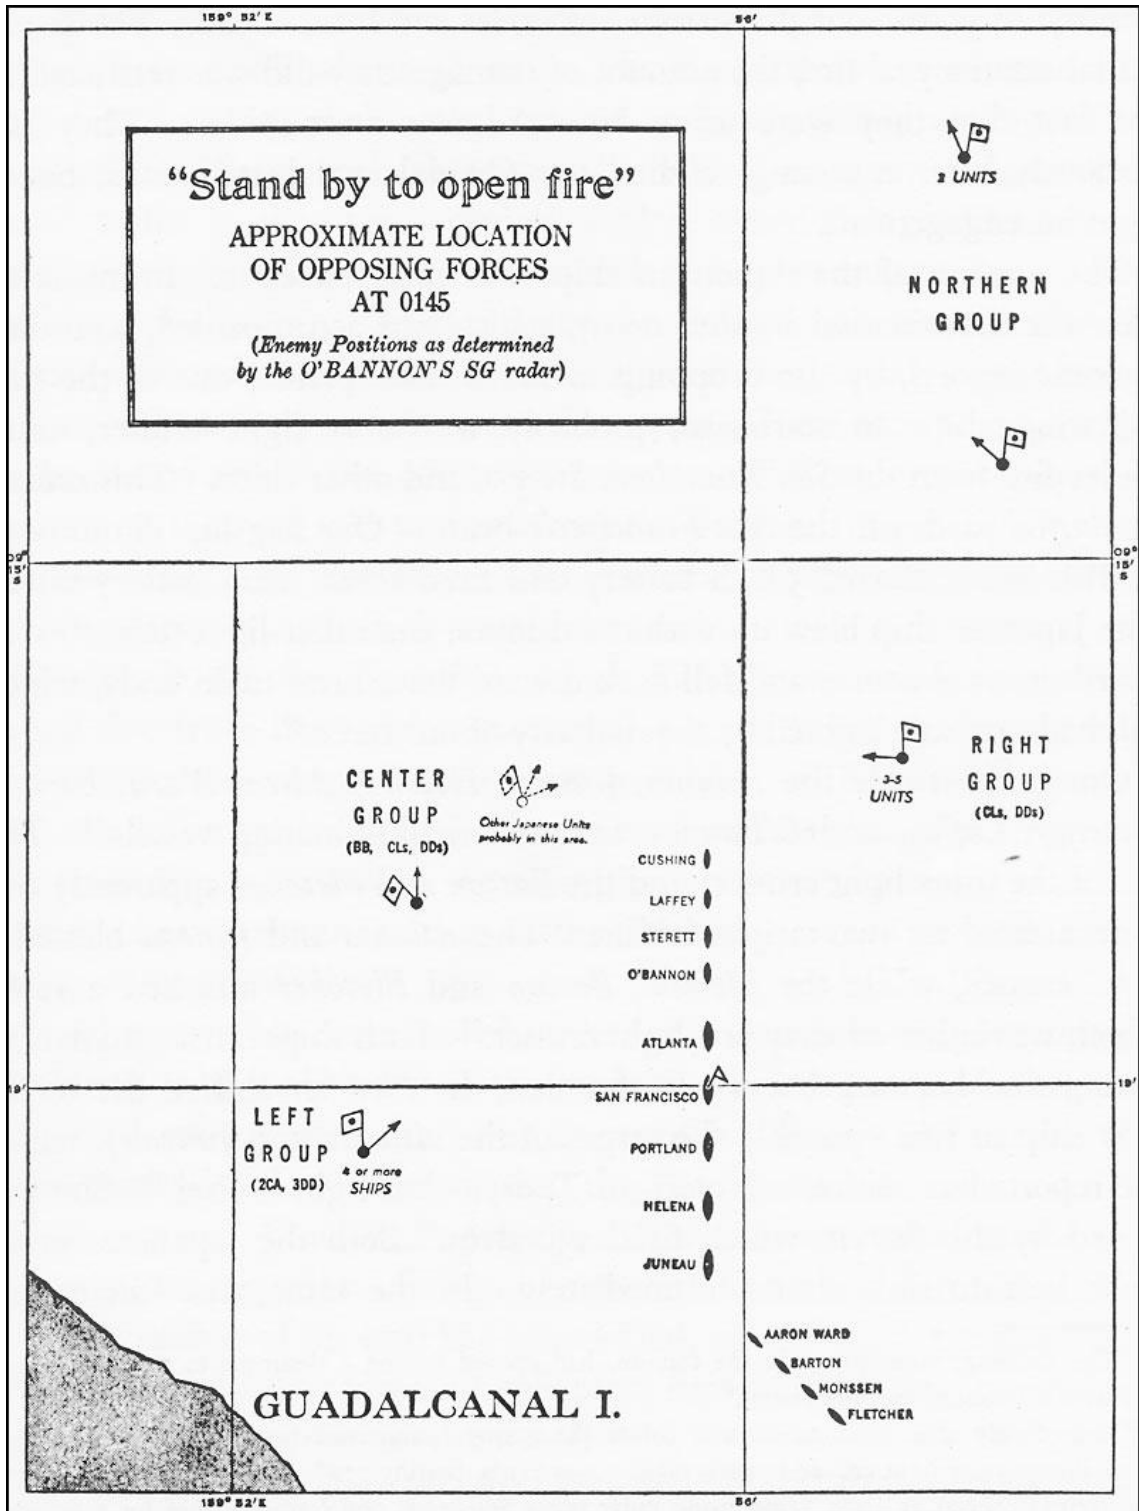 159° 52' E
56'
2 UNITS
“Stand by to open fire”
APPROXIMATE LOCATION
OF OPPOSING FORCES
AT 0145
(Enemy Positions as determined
by the O'BANNON'S SG radar)
NORTHERN
GROUP
09°
5'
09°
15'
5
RIGHT
GROUP
(CLs, DDs)
3-5
UNITS
CENTER
GROUP
(BB, CLs, DDs)
Other Japanese Units
probably in this area.
CUSHING
LAFFEY
STERETT
O'BANNON
ATLANTA
SAN FRANCISCO
19'
19'
LEFT
GROUP
(2CA, 3DD)
4 or more
SHIPS
PORTLAND
HELENA
JUNEAU
AARON WARD
BARTON
MONSSEN
FLETCHER
GUADALCANAL I.
159° 52' E
56'